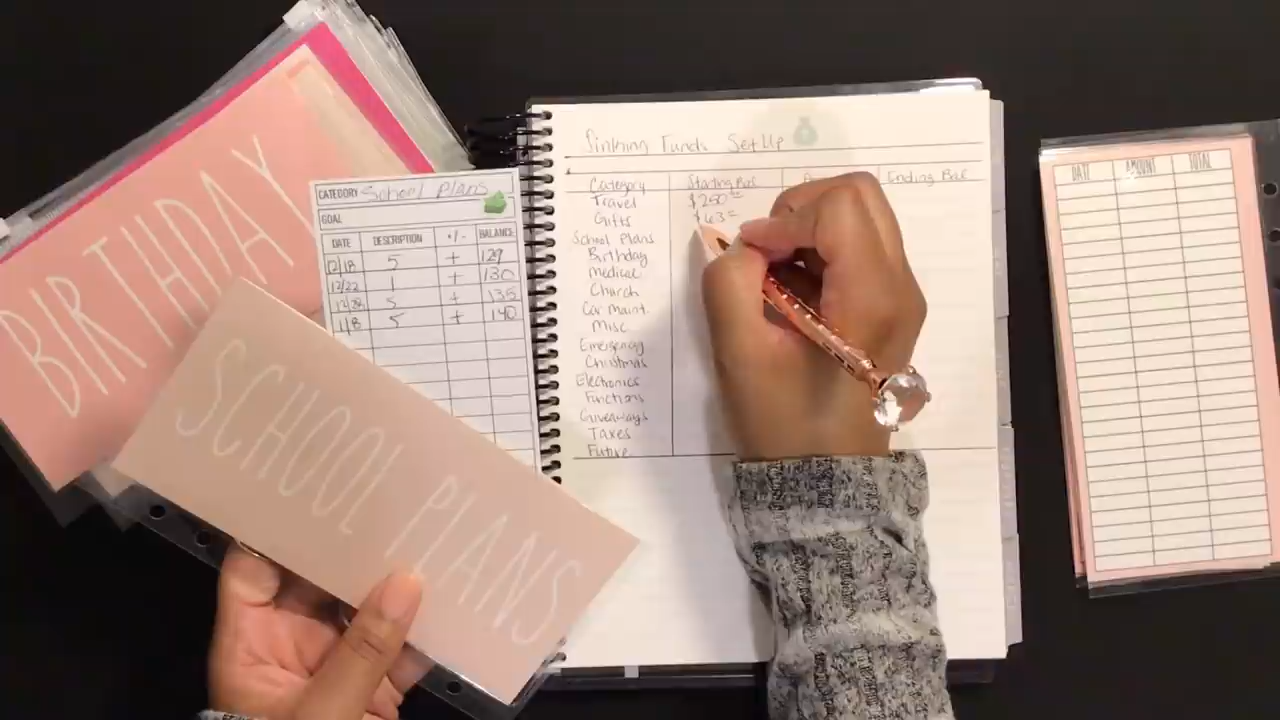 BIRTHDAY
SCHOOL PLANS
CATEGORY School Plans
GOAL
DATE DESCRIPTION +/- BALANCE
12/18 5 + 129
12/22 1 + 130
12/28 5 + 135
1/8 5 + 140
Sinking Funds Set Up
Category Starting Bal Ending Bal
Travel $250
Gifts $63
School Plans
Birthday
Medical
Church
Car Maint.
Misc
Emergency
Christmas
Electronics
Functions
Giveaways
Taxes
Future
DATE AMOUNT TOTAL